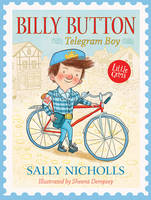 BILLY BUTTON
Telegram Boy
Little Gems
SALLY NICHOLLS
Illustrated by Sheena Dempsey